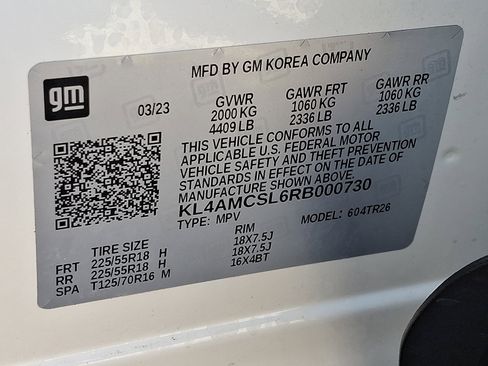 gm
MFD BY GM KOREA COMPANY
03/23 GVWR GAWR FRT GAWR RR
2000 KG 1060 KG 1060 KG
4409 LB 2336 LB 2336 LB
THIS VEHICLE CONFORMS TO ALL
APPLICABLE U.S. FEDERAL MOTOR
VEHICLE SAFETY AND THEFT PREVENTION
STANDARDS IN EFFECT ON THE DATE OF
MANUFACTURE SHOWN ABOVE.
KL4AMCSL6RB000730
TYPE: MPV MODEL: 604TR26
TIRE SIZE RIM
FRT 225/55R18 H 18X7.5J
RR 225/55R18 H 18X7.5J
SPA T125/70R16 M 16X4BT